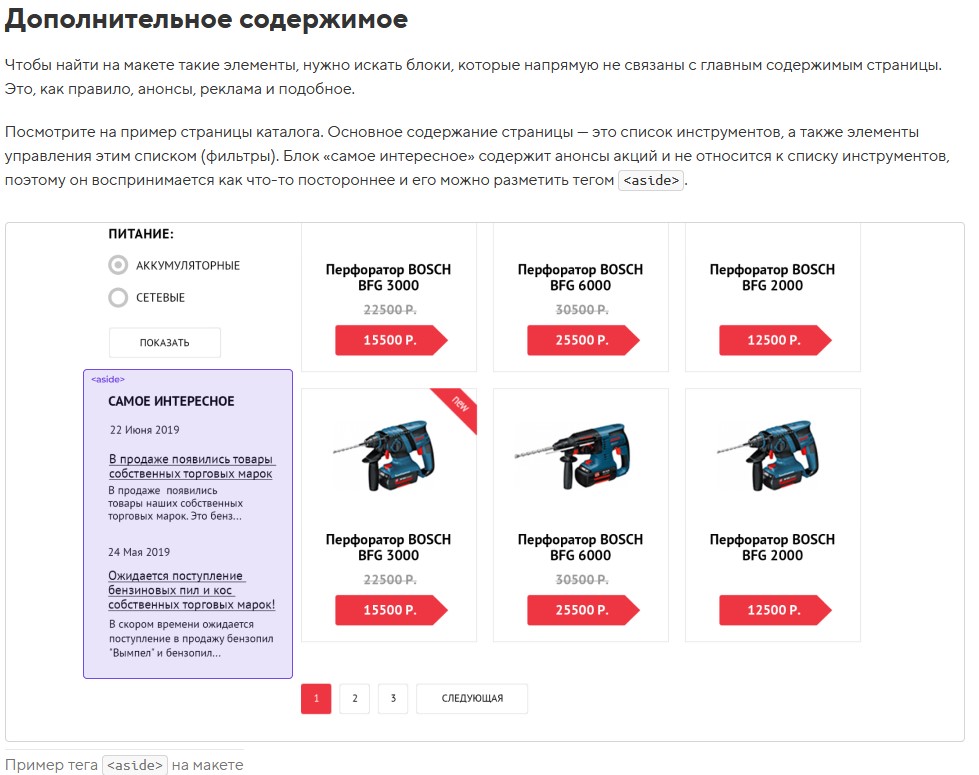 Дополнительное содержимое
Чтобы найти на макете такие элементы, нужно искать блоки, которые напрямую не связаны с главным содержимым страницы.
Это, как правило, анонсы, реклама и подобное.
Посмотрите на пример страницы каталога. Основное содержание страницы — это список инструментов, а также элементы
управления этим списком (фильтры). Блок «самое интересное» содержит анонсы акций и не относится к списку инструментов,
поэтому он воспринимается как что-то постороннее и его можно разметить тегом <aside>.
ПИТАНИЕ:
АККУМУЛЯТОРНЫЕ
СЕТЕВЫЕ
ПОКАЗАТЬ
<aside>
САМОЕ ИНТЕРЕСНОЕ
22 Июня 2019
В продаже появились товары
собственных торговых марок
В продаже появились
товары наших собственных
торговых марок. Это бенз...
24 Мая 2019
Ожидается поступление
бензиновых пил и кос
собственных торговых марок!
В скором времени ожидается
поступление в продажу бензопил
"Вымпел" и бензопил...
Перфоратор BOSCH
BFG 3000
22500 Р.
15500 Р.
Перфоратор BOSCH
BFG 6000
30500 Р.
25500 Р.
Перфоратор BOSCH
BFG 2000
12500 Р.
new
Перфоратор BOSCH
BFG 3000
22500 Р.
15500 Р.
Перфоратор BOSCH
BFG 6000
30500 Р.
25500 Р.
Перфоратор BOSCH
BFG 2000
12500 Р.
1 2 3 СЛЕДУЮЩАЯ
Пример тега <aside> на макете